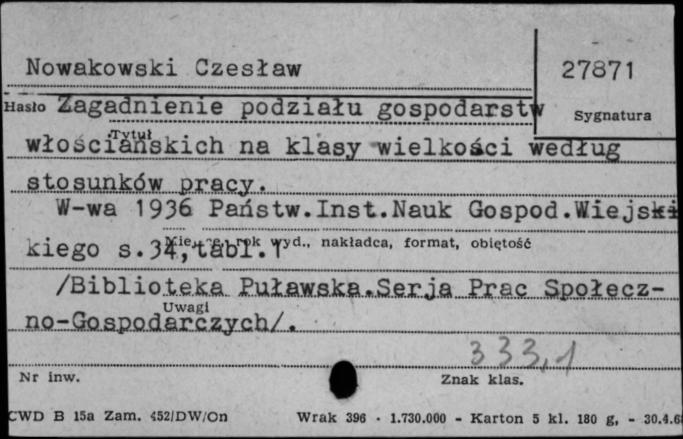 Nowakowski Czesław
27871
Hasło Zagadnienie podziału gospodarstw
Sygnatura
Tytuł
włościańskich na klasy wielkości według
stosunków pracy.
W-wa 1936 Państw.Inst.Nauk Gospod.Wiejski
rok wyd., nakładca, format, objętość
kiego s.34,tabl.1
/Biblioteka Puławska.Serja Prac Społecz-
Uwagi
no-Gospodarczych/.
333,1
Nr inw.
Znak klas.
CWD B 15a Zam. 452/DW/On Wrak 396 - 1.730.000 - Karton 5 kl. 180 g, - 30.4.6